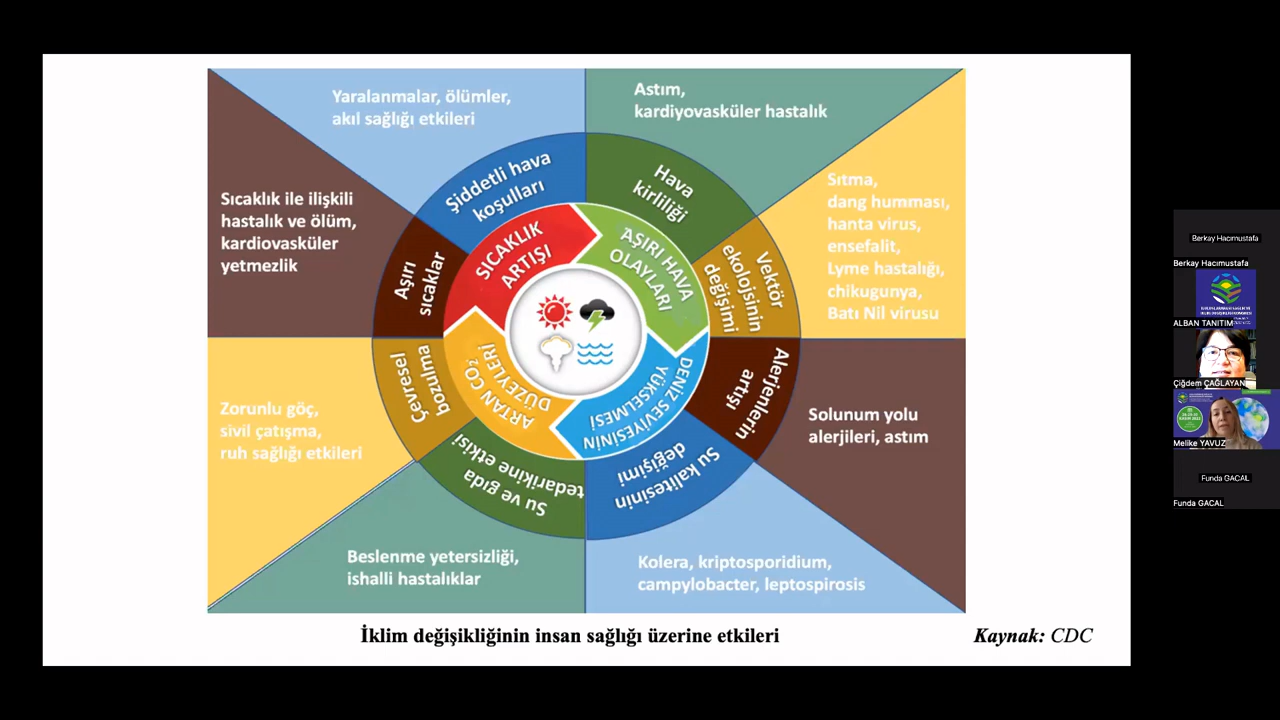 Yaralanmalar, ölümler,
akıl sağlığı etkileri
Astım,
kardiyovasküler hastalık
Sıcaklık ile ilişkili
hastalık ve ölüm,
kardiovasküler
yetmezlik
Sıtma,
dang humması,
hanta virus,
ensefalit,
Lyme hastalığı,
chikugunya,
Batı Nil virusu
Zorunlu göç,
sivil çatışma,
ruh sağlığı etkileri
Solunum yolu
alerjileri, astım
Beslenme yetersizliği,
ishalli hastalıklar
Kolera, kriptosporidium,
campylobacter, leptospirosis
Şiddetli hava
koşulları
Hava
kirliliği
Vektör
ekolojsinin
değişimi
Alerjenlerin
artışı
Su kalitesinin
değişimi
Su ve gıda
tedarikine etkisi
Çevresel
bozulma
Aşırı
sıcaklar
SICAKLIK
ARTIŞI
AŞIRI HAVA
OLAYLARI
DENİZ SEVİYESİNİN
YÜKSELMESİ
ARTAN CO₂
DÜZEYLERİ
İklim değişikliğinin insan sağlığı üzerine etkileri
Kaynak: CDC
Berkay Hacımustafa
Berkay Hacımustafa
ALBAN TANITIM
Çiğdem ÇAĞLAYAN
Melike YAVUZ
Funda GACAL
Funda GACAL